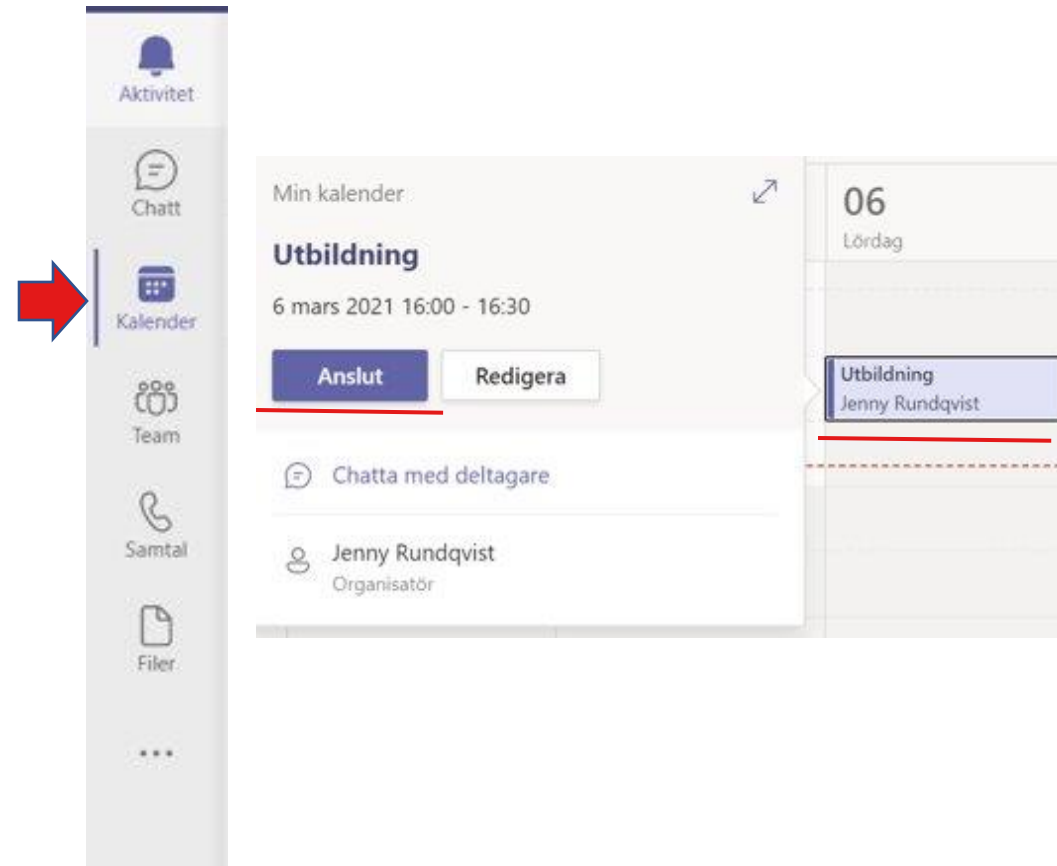 Aktivitet
Chatt
Kalender
Team
Samtal
Filer
Min kalender
Utbildning
6 mars 2021 16:00 - 16:30
Anslut
Redigera
Chatta med deltagare
Jenny Rundqvist
Organisatör
06
Lördag
Utbildning
Jenny Rundqvist